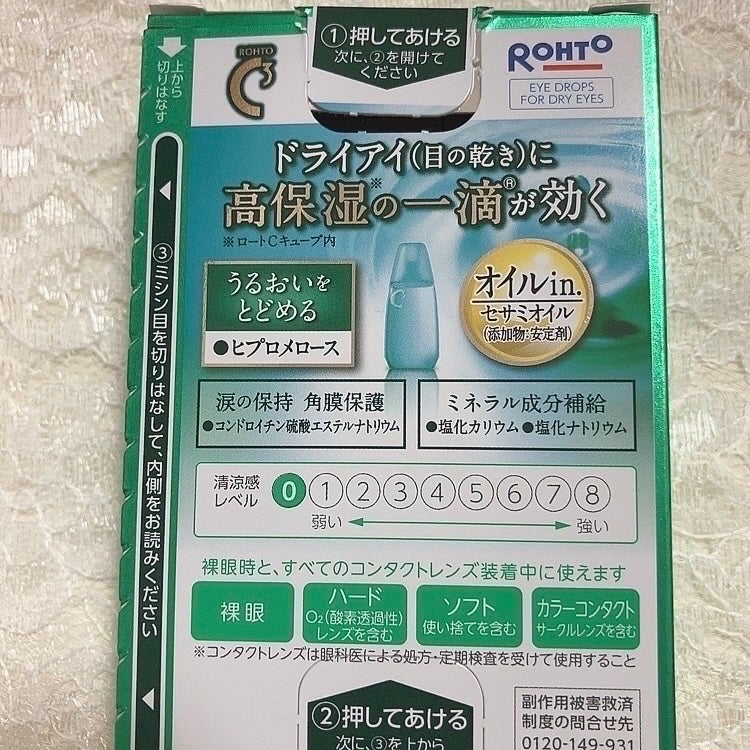 上から
切りはなす
ROHTO
C3
①押してあける
次に、②を開けて
ください
ROHTO
EYE DROPS
FOR DRY EYES
ドライアイ(目の乾き)に
高保湿※の一滴®が効く
※ロートCキューブ内
うるおいを
とどめる
●ヒプロメロース
オイルin.
セサミオイル
(添加物:安定剤)
涙の保持 角膜保護
●コンドロイチン硫酸エステルナトリウム
ミネラル成分補給
●塩化カリウム ●塩化ナトリウム
清涼感
レベル
0 1 2 3 4 5 6 7 8
弱い 強い
裸眼時と、すべてのコンタクトレンズ装着中に使えます
裸眼
ハード
O₂(酸素透過性)
レンズを含む
ソフト
使い捨てを含む
カラーコンタクト
サークルレンズを含む
※コンタクトレンズは眼科医による処方・定期検査を受けて使用すること
③ミシン目を切りはなして、内側をお読みください
②押してあける
次に、③を上から
副作用被害救済
制度の問合せ先
0120-149-931